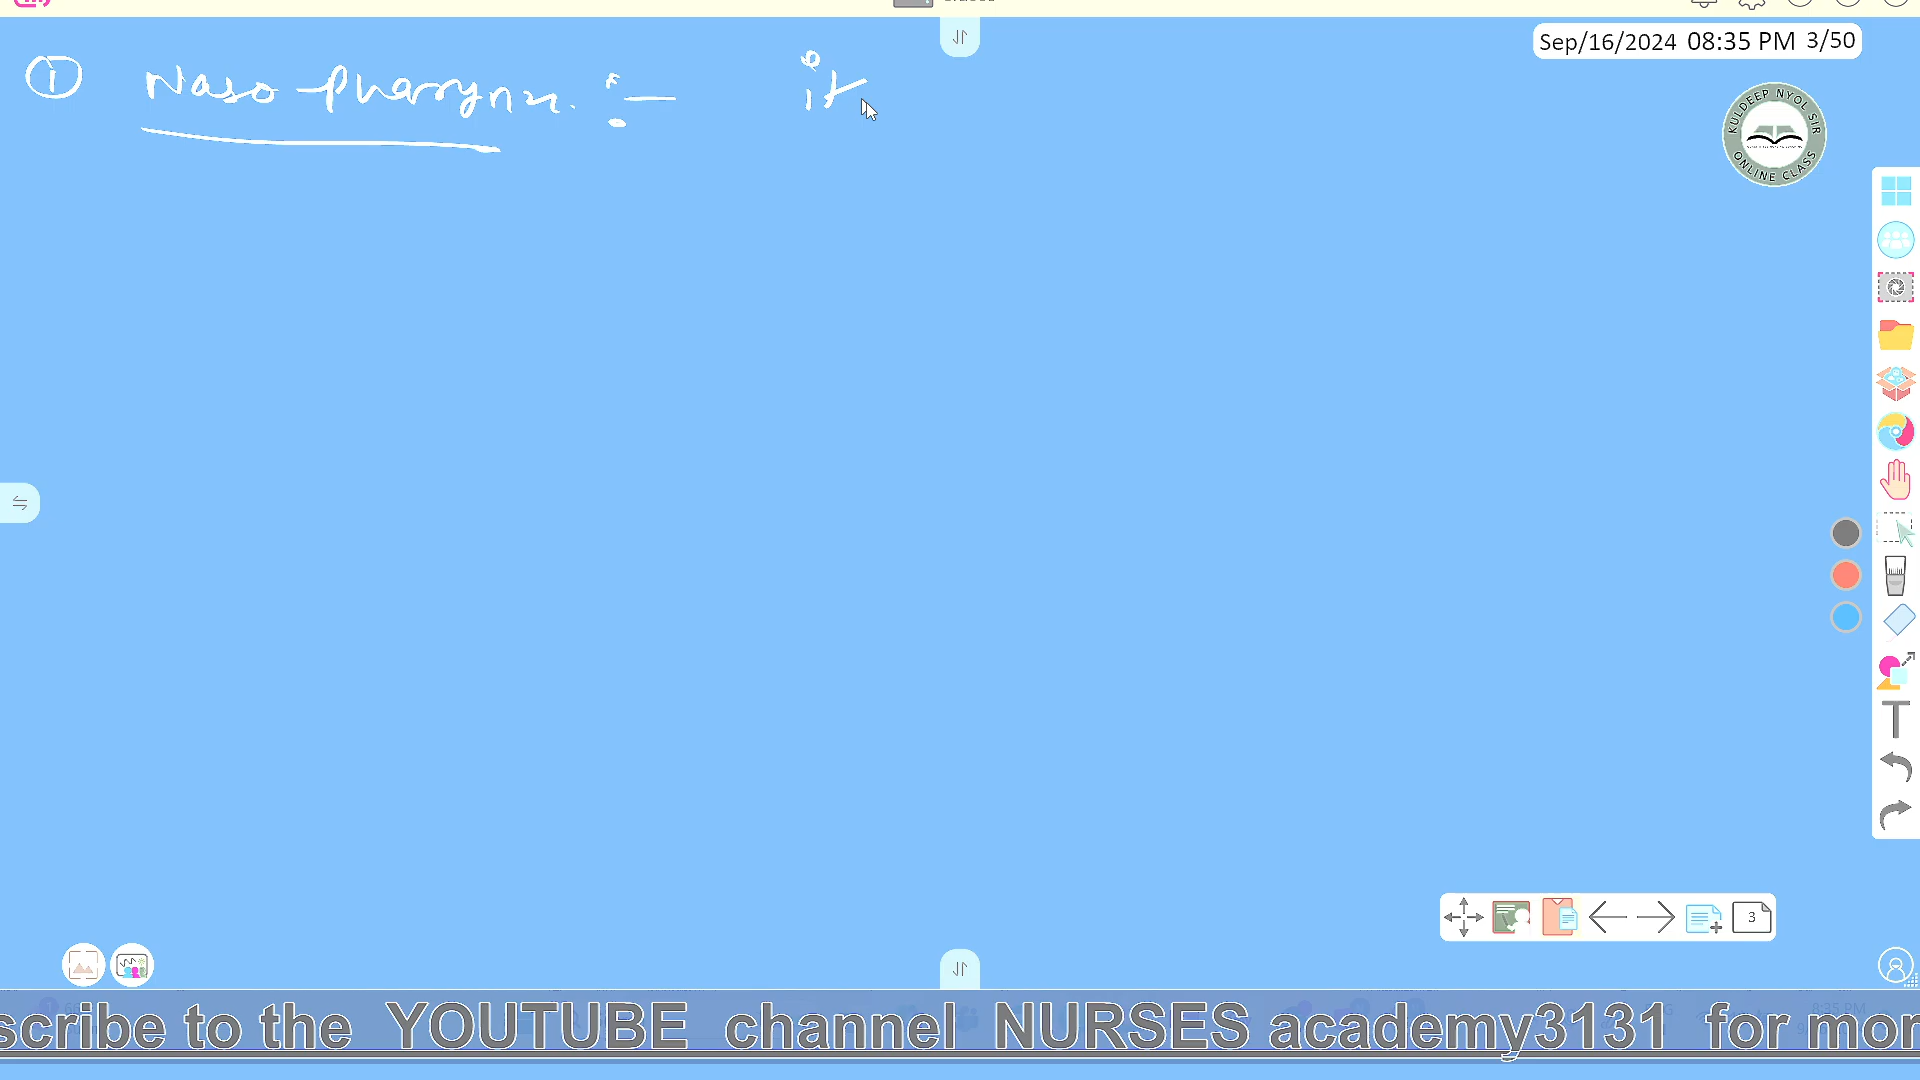 Sep/16/2024 08:35 PM 3/50
① Naso-pharynx. :- it
KULDEEP NYOL SIR
ONLINE CLASS
T
3
scribe to the YOUTUBE channel NURSES academy3131 for mor